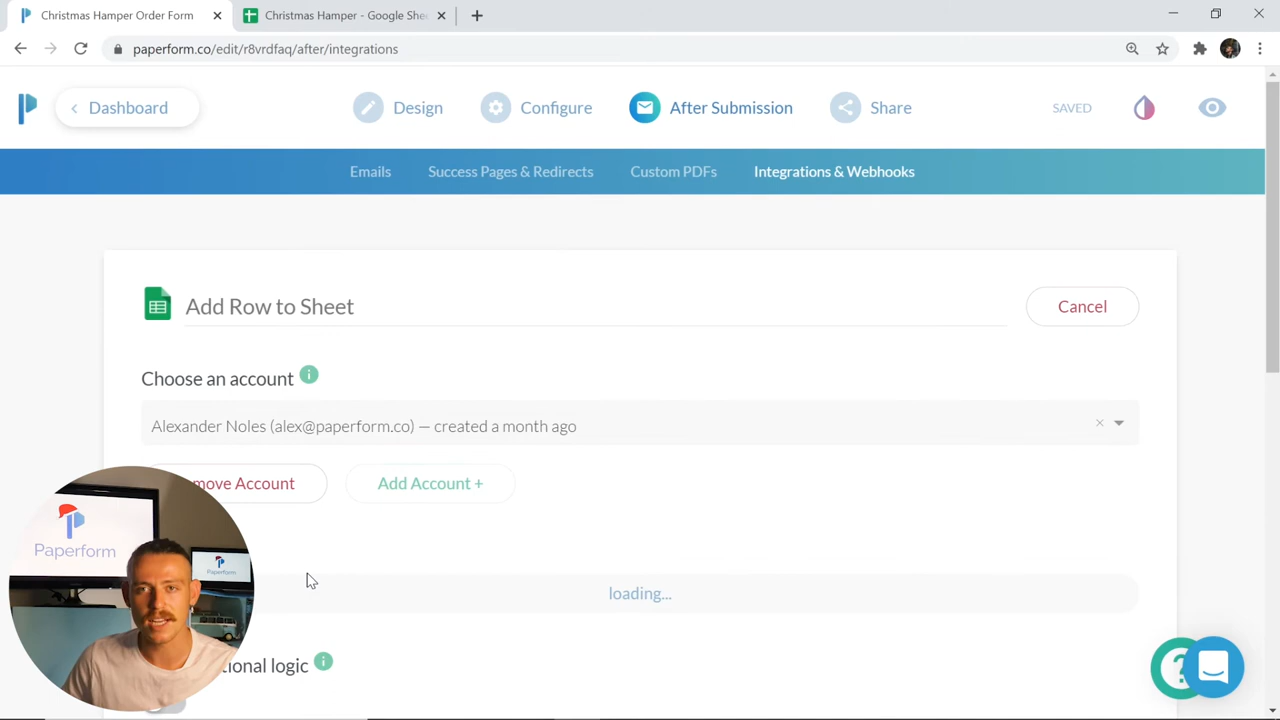 Christmas Hamper Order Form
Christmas Hamper - Google She
paperform.co/edit/r8vrdfaq/after/integrations
Dashboard
Design
Configure
After Submission
Share
SAVED
Emails
Success Pages & Redirects
Custom PDFs
Integrations & Webhooks
Add Row to Sheet
Cancel
Choose an account
Alexander Noles (alex@paperform.co) — created a month ago
move Account
Add Account +
loading...
ional logic
Paperform
Paperform